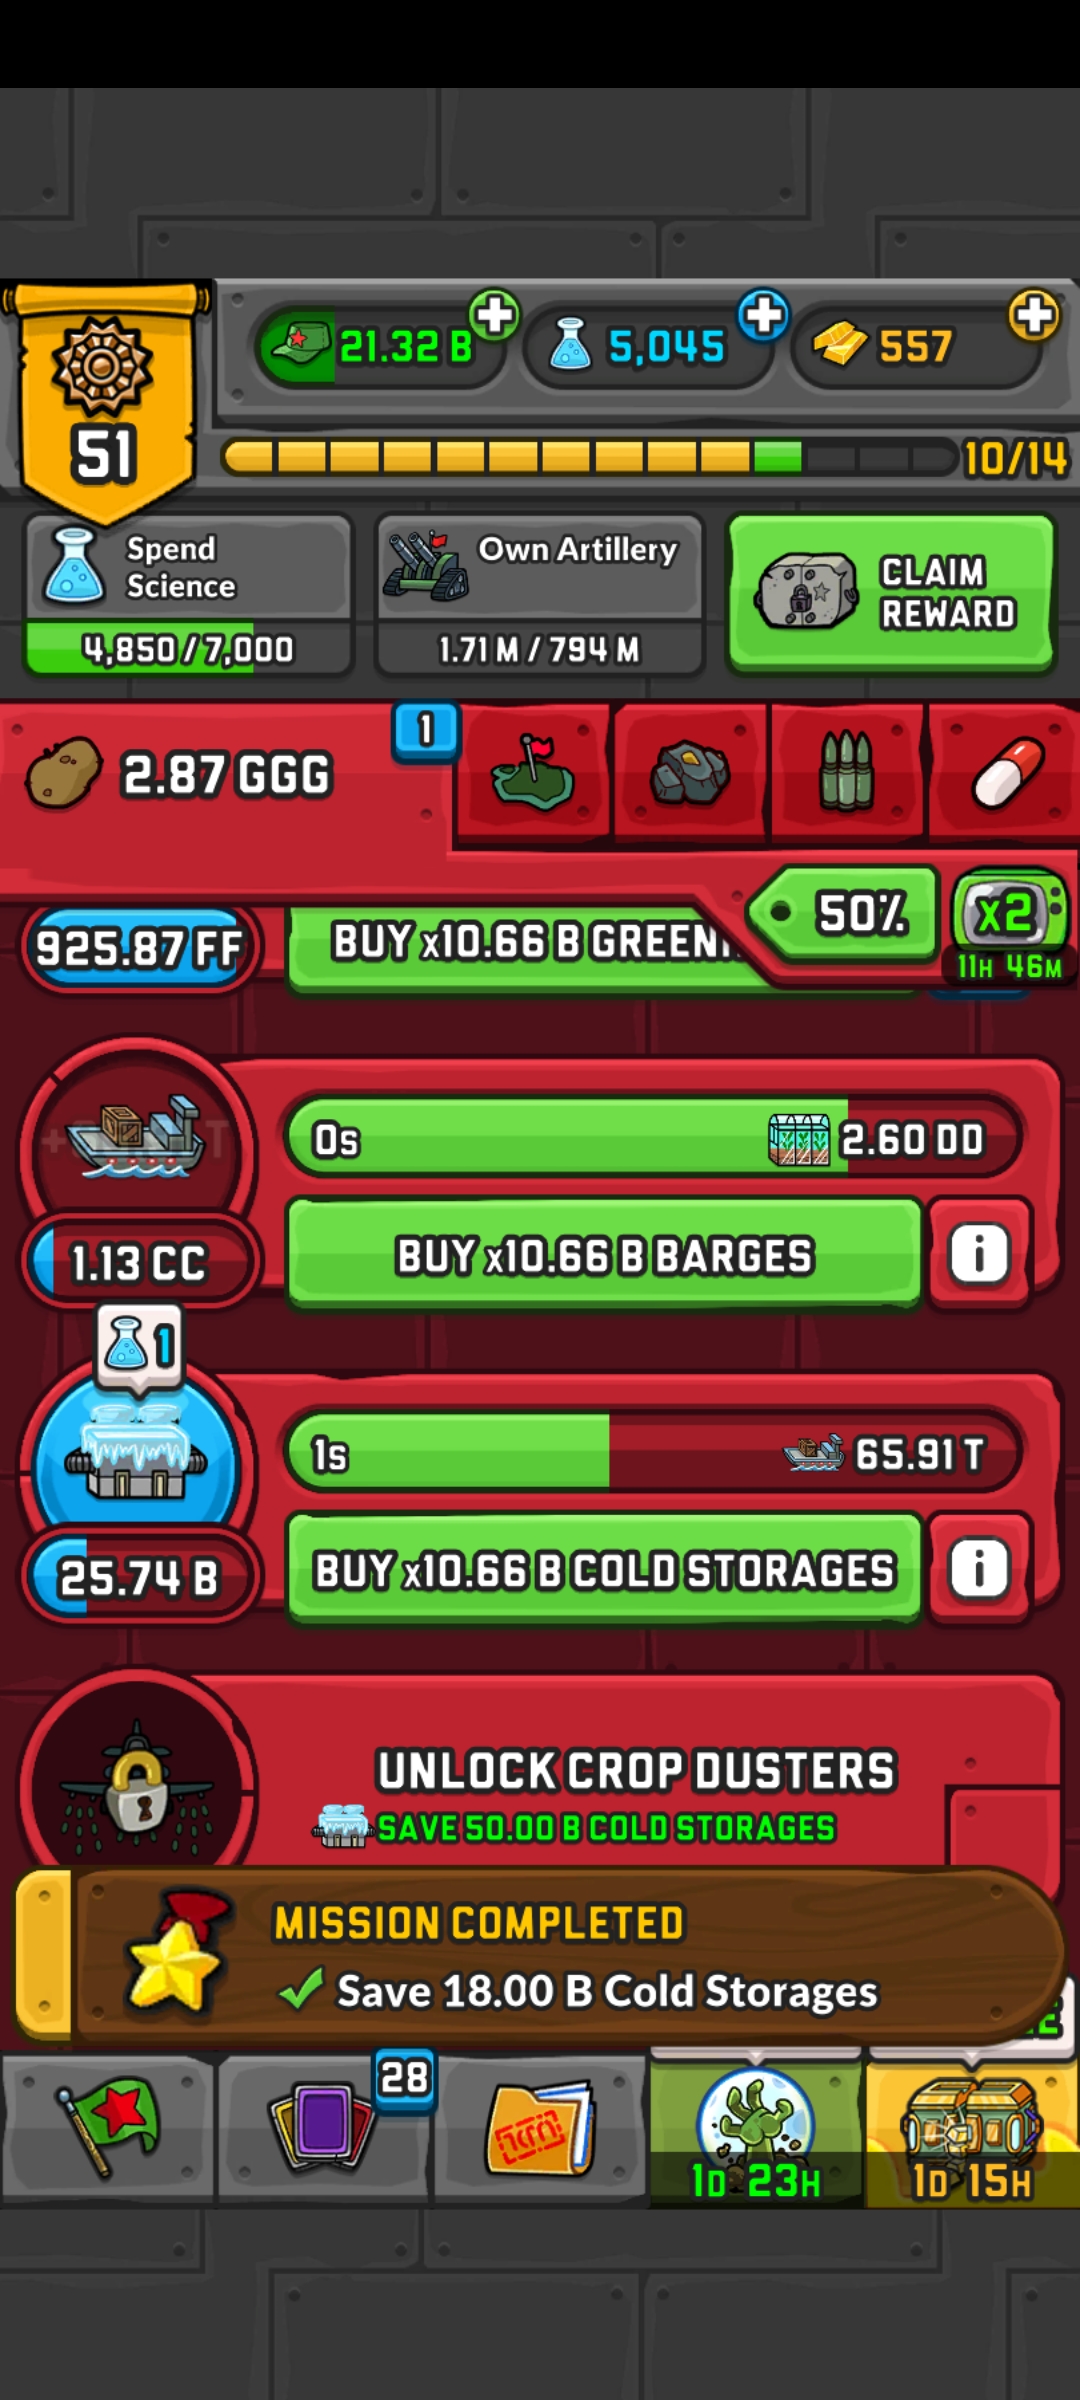 21.32 B
5,045
557
51
10/14
Spend
Science
4,850/7,000
Own Artillery
1.71 M / 794 M
CLAIM
REWARD
2.87 GGG
1
50%
x2
11H 46M
925.87 FF
BUY x10.66 B
0s
2.60 DD
1.13 CC
BUY x10.66 B BARGES
i
1
1s
65.91 T
25.74 B
BUY x10.66 B COLD STORAGES
i
UNLOCK CROP DUSTERS
SAVE 50.00 B COLD STORAGES
MISSION COMPLETED
Save 18.00 B Cold Storages
28
1D 23H
1D 15H